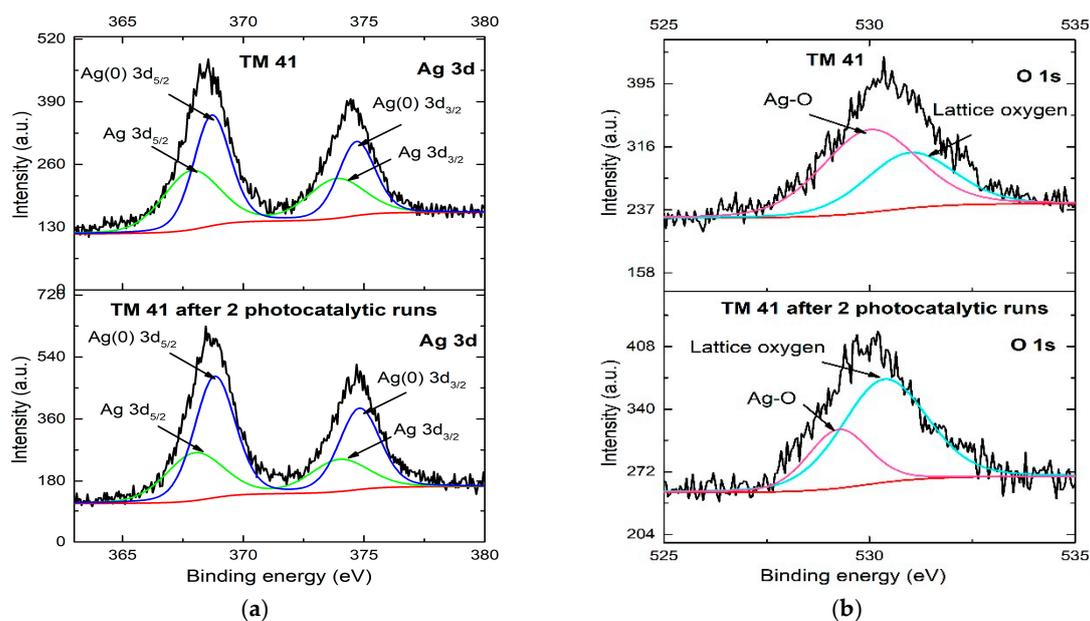 365 370 375 380
520
390
260
130
0
Intensity (a.u.)
TM 41
Ag 3d
Ag(0) 3d5/2
Ag 3d5/2
Ag(0) 3d3/2
Ag 3d3/2
720
540
360
180
0
Intensity (a.u.)
TM 41 after 2 photocatalytic runs
Ag 3d
Ag(0) 3d5/2
Ag 3d5/2
Ag(0) 3d3/2
Ag 3d3/2
365 370 375 380
Binding energy (eV)
(a)
525 530 535
395
316
237
158
Intensity (a.u.)
TM 41
O 1s
Ag-O
Lattice oxygen
408
340
272
204
Intensity (a.u.)
TM 41 after 2 photocatalytic runs
O 1s
Lattice oxygen
Ag-O
525 530 535
Binding energy (eV)
(b)